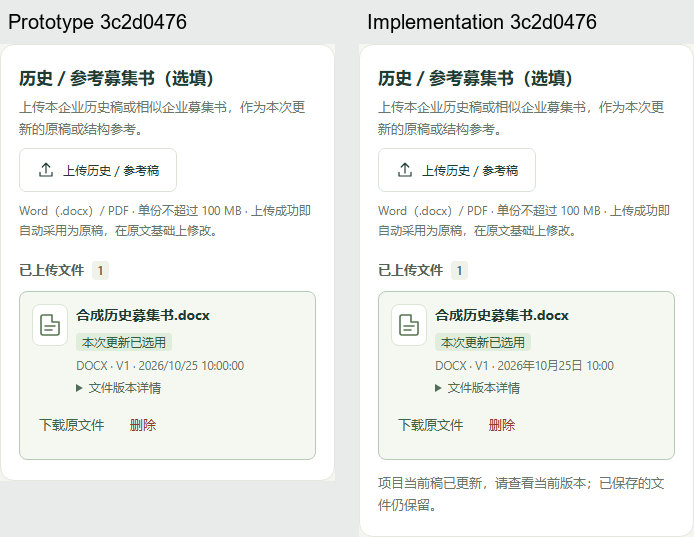 Prototype 3c2d0476
历史 / 参考募集书（选填）
上传本企业历史稿或相似企业募集书，作为本次更
新的原稿或结构参考。
上传历史 / 参考稿
Word（.docx）/ PDF · 单份不超过 100 MB · 上传成功即
自动采用为原稿，在原文基础上修改。
已上传文件 1
合成历史募集书.docx
本次更新已选用
DOCX · V1 · 2026/10/25 10:00:00
文件版本详情
下载原文件 删除
Implementation 3c2d0476
历史 / 参考募集书（选填）
上传本企业历史稿或相似企业募集书，作为本次更
新的原稿或结构参考。
上传历史 / 参考稿
Word（.docx）/ PDF · 单份不超过 100 MB · 上传成功即
自动采用为原稿，在原文基础上修改。
已上传文件 1
合成历史募集书.docx
本次更新已选用
DOCX · V1 · 2026年10月25日 10:00
文件版本详情
下载原文件 删除
项目当前稿已更新，请查看当前版本；已保存的文
件仍保留。